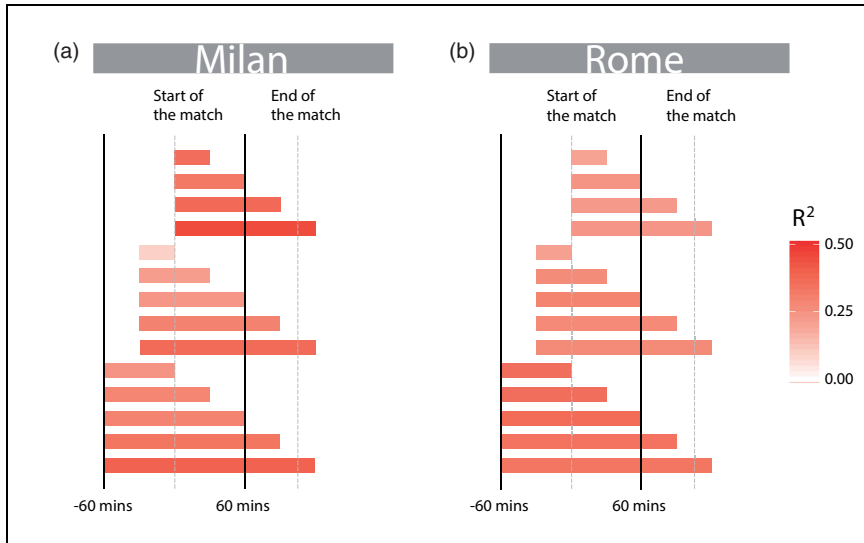 (a) Milan
Start of
the match
End of
the match
-60 mins 60 mins
(b) Rome
Start of
the match
End of
the match
-60 mins 60 mins
R²
0.50
0.25
0.00